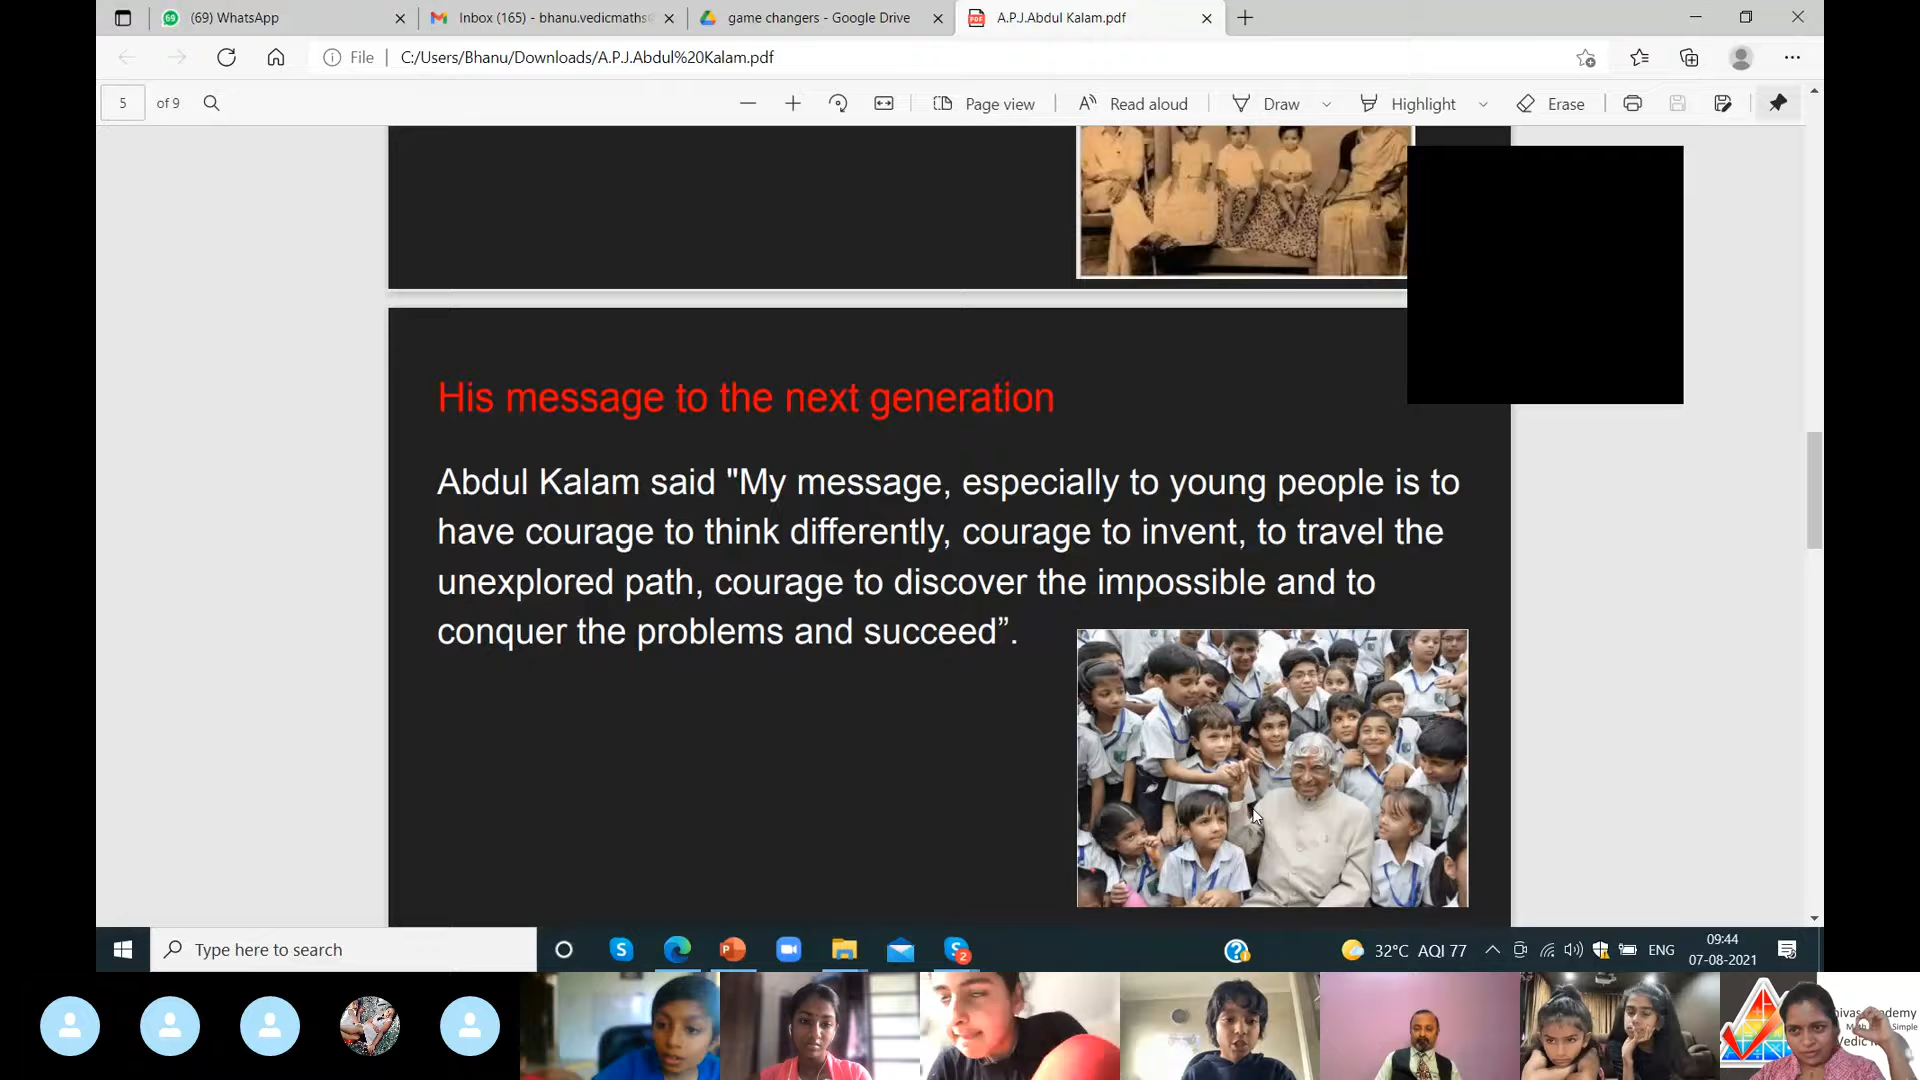 (69) WhatsApp
Inbox (165) - bhanu.vedicmaths
game changers - Google Drive
A.P.J.Abdul Kalam.pdf
File C:/Users/Bhanu/Downloads/A.P.J.Abdul%20Kalam.pdf
5 of 9
Page view
Read aloud
Draw
Highlight
Erase
His message to the next generation
Abdul Kalam said "My message, especially to young people is to
have courage to think differently, courage to invent, to travel the
unexplored path, courage to discover the impossible and to
conquer the problems and succeed”.
Type here to search
32°C AQI 77
ENG
09:44
07-08-2021